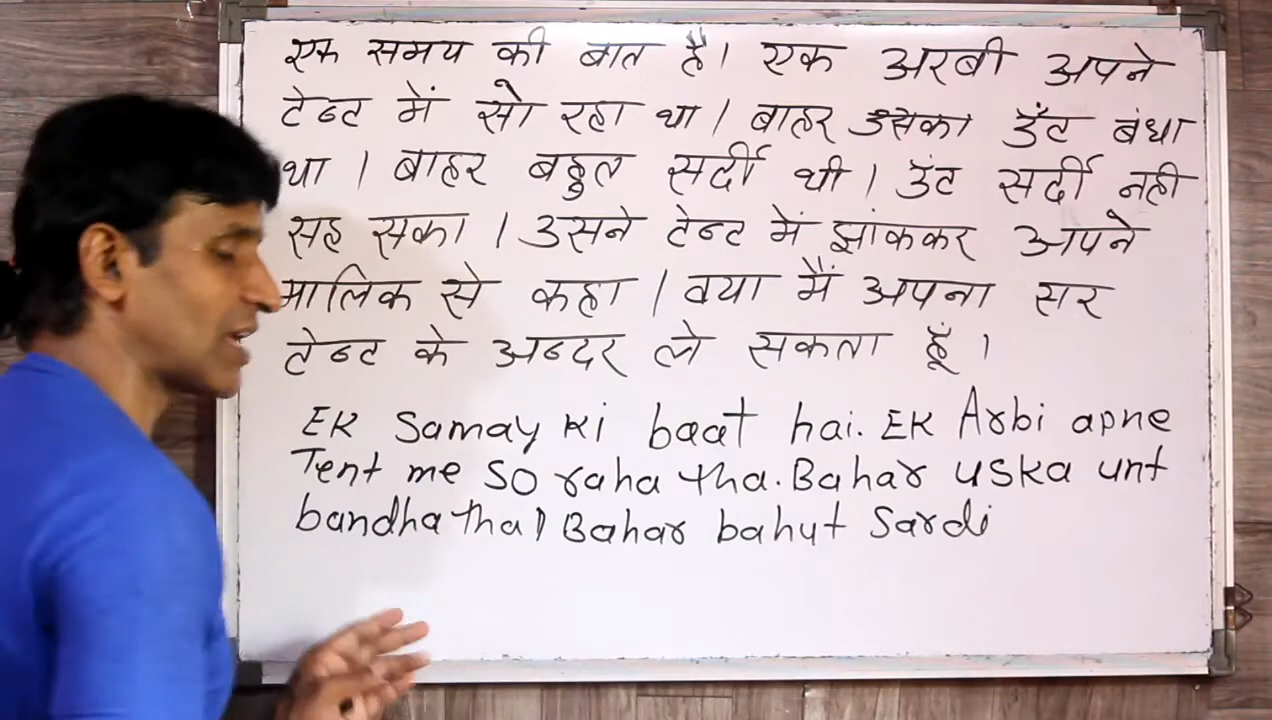 एक समय की बात है। एक अरबी अपने
टेन्ट में सो रहा था। बाहर उसका ऊँट बंधा
था। बाहर बहुत सर्दी थी। ऊंट सर्दी नही
सह सका। उसने टेन्ट में झांककर अपने
मालिक से कहा। क्या मैं अपना सर
टेन्ट के अन्दर ले सकता हूँ।
EK Samay Ki baat hai. EK Arbi apne
Tent me SO raha tha. Bahar uska unt
bandha tha। Bahar bahut Sardi